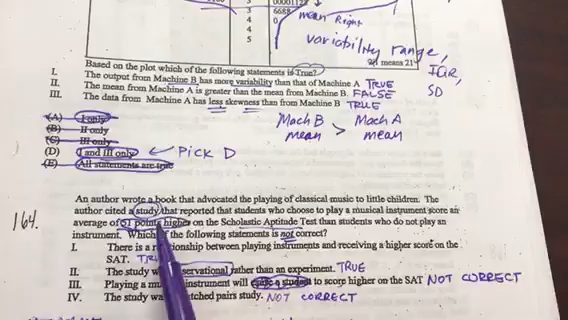 3 00001122
3 6688
4 0
4
5
mean Right
variability range,
IQR,
SD
2|1 means 21
Based on the plot which of the following statements is True?
I. The output from Machine B has more variability than that of Machine A TRUE
II. The mean from Machine A is greater than the mean from Machine B. FALSE
III. The data from Machine A has less skewness than from Machine B TRUE
(A) I only
(B) II only
(C) III only
(D) I and III only
(E) All statements are true
PICK D
Mach B mean > Mach A mean
164.
An author wrote a book that advocated the playing of classical music to little children. The
author cited a study that reported that students who choose to play a musical instrument score an
average of 51 points higher on the Scholastic Aptitude Test than students who do not play an
instrument. Which of the following statements is not correct?
I. There is a relationship between playing instruments and receiving a higher score on the
SAT. TRUE
II. The study was observational rather than an experiment. TRUE
III. Playing a musical instrument will cause a student to score higher on the SAT NOT CORRECT
IV. The study was matched pairs study. NOT CORRECT